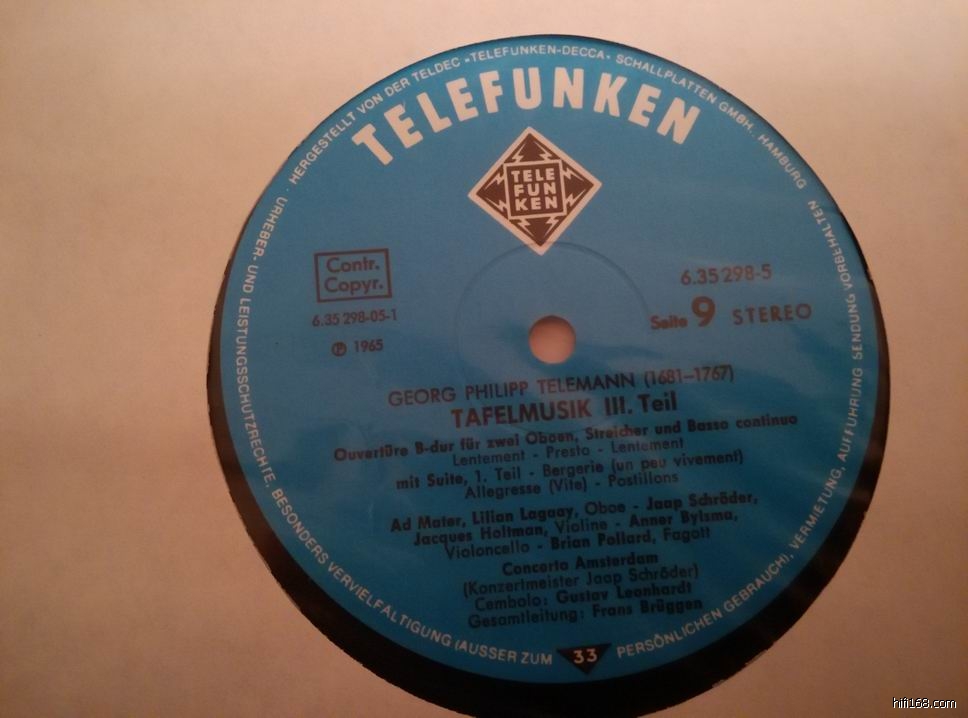 HERGESTELLT VON DER TELDEC »TELEFUNKEN-DECCA« SCHALLPLATTEN GMBH., HAMBURG
TELEFUNKEN
TELE
FUN
KEN
Contr.
Copyr.
6.35 298-05-1
℗ 1965
6.35 298-5
Seite 9 STEREO
GEORG PHILIPP TELEMANN (1681–1767)
TAFELMUSIK III. Teil
Ouvertüre B-dur für zwei Oboen, Streicher und Basso continuo
Lentement - Presto - Lentement
mit Suite, 1. Teil - Bergerie (un peu vivement)
Allegresse (Vite) - Postillons
Ad Mater, Lilian Lagaay, Oboe - Jaap Schröder,
Jacques Holtman, Violine - Anner Bylsma,
Violoncello - Brian Pollard, Fagott
Concerto Amsterdam
(Konzertmeister Jaap Schröder)
Cembalo: Gustav Leonhardt
Gesamtleitung: Frans Brüggen
URHEBER- UND LEISTUNGSSCHUTZRECHTE, BESONDERS VERVIELFÄLTIGUNG (AUSSER ZUM PERSÖNLICHEN GEBRAUCH), VERMIETUNG, AUFFÜHRUNG SENDUNG VORBEHALTEN
33
hifi168.com